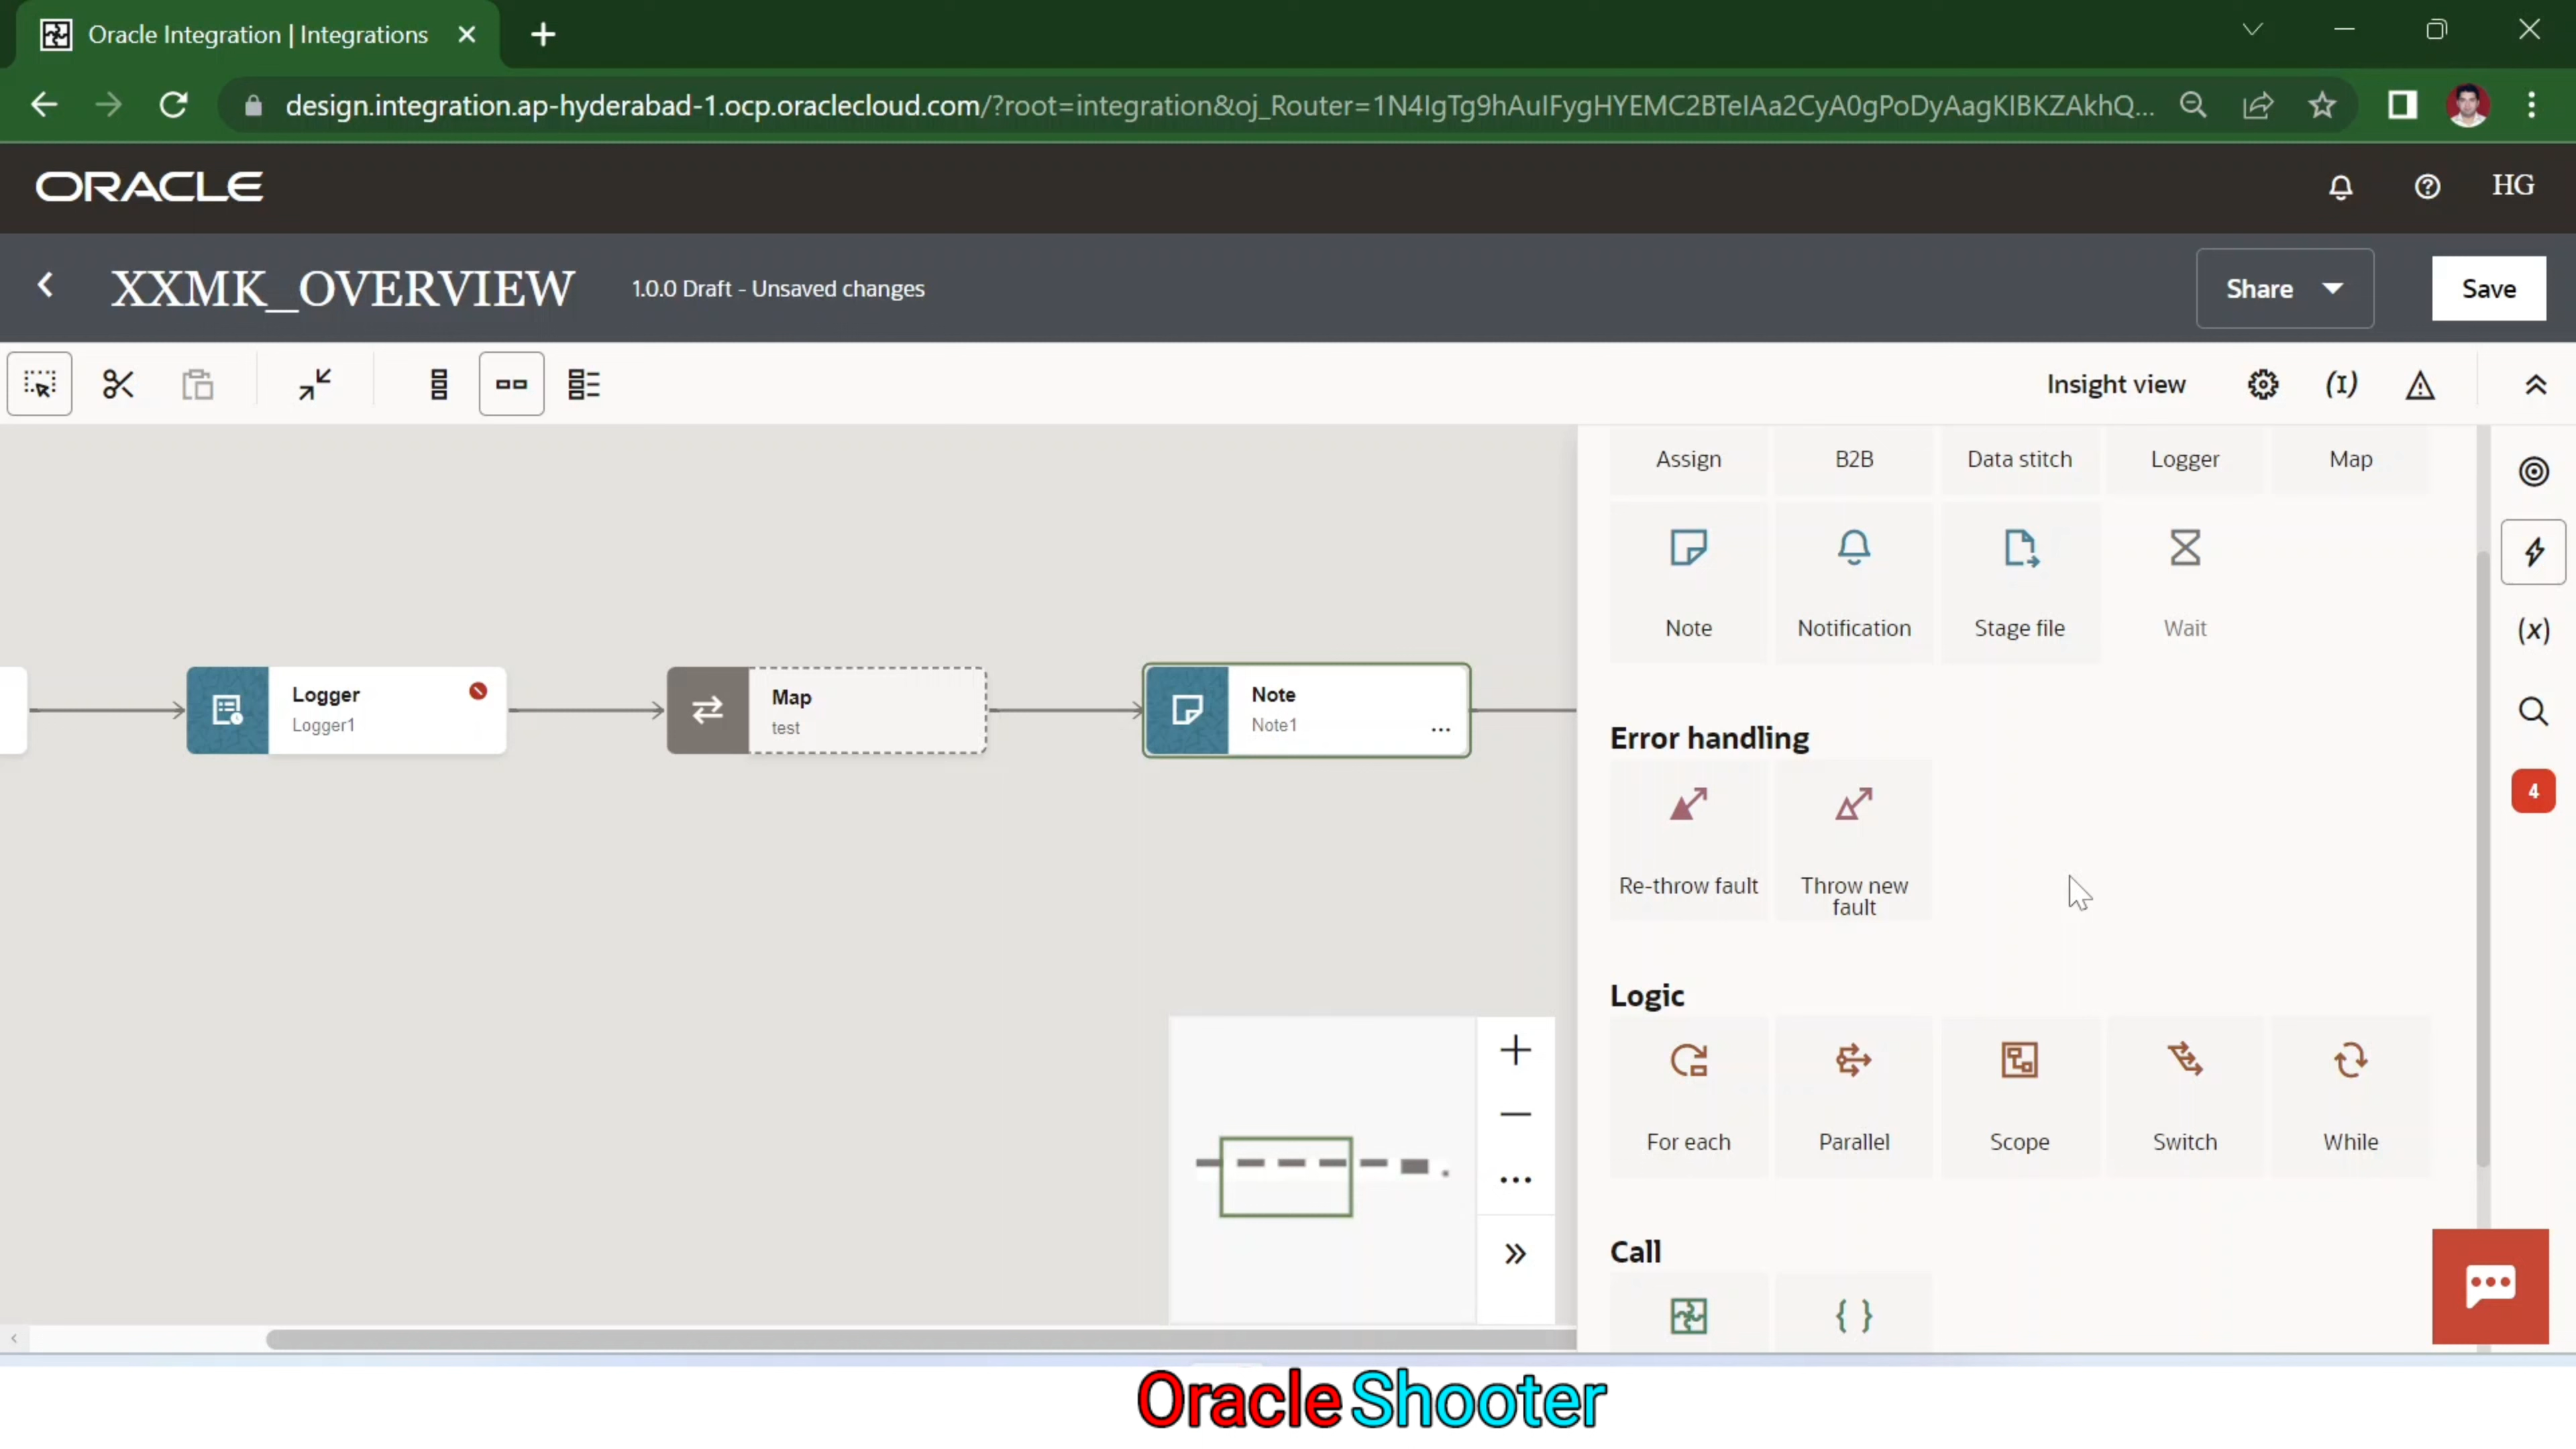 Oracle Integration | Integrations
design.integration.ap-hyderabad-1.ocp.oraclecloud.com/?root=integration&oj_Router=1N4IgTg9hAuIFygHYEMC2BTeIAa2CyA0gPoDyAagKIBKZAkhQ...
ORACLE
HG
XXMK_OVERVIEW
1.0.0 Draft - Unsaved changes
Share
Save
Insight view
(I)
Assign
B2B
Data stitch
Logger
Map
Note
Notification
Stage file
Wait
(x)
Logger
Logger1
Map
test
Note
Note1
...
Error handling
4
Re-throw fault
Throw new
fault
Logic
For each
Parallel
Scope
Switch
While
Call
Oracle Shooter